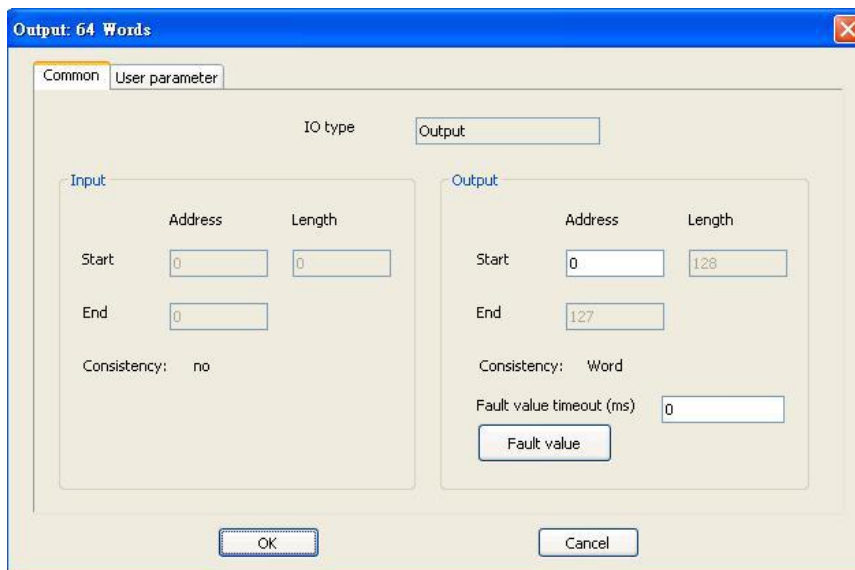 Output: 64 Words
Common User parameter
IO type Output
Input
Address Length
Start 0 0
End 0
Consistency: no
Output
Address Length
Start 0 128
End 127
Consistency: Word
Fault value timeout (ms) 0
Fault value
OK Cancel